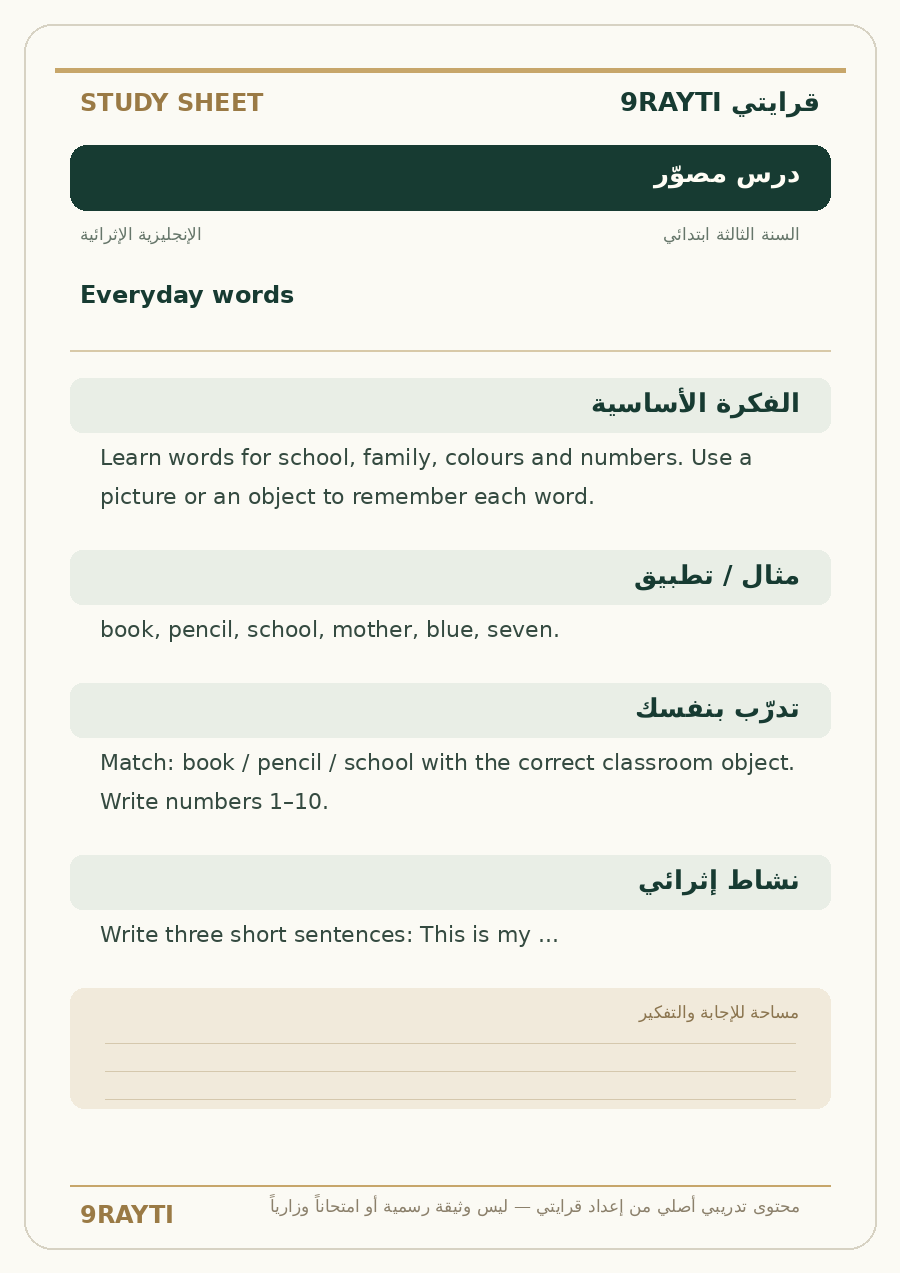 STUDY SHEET
قرايتي 9RAYTI
درس مصوّر
السنة الثالثة ابتدائي
الإنجليزية الإثرائية
Everyday words
الفكرة الأساسية
Learn words for school, family, colours and numbers. Use a
picture or an object to remember each word.
مثال / تطبيق
book, pencil, school, mother, blue, seven.
تدرّب بنفسك
Match: book / pencil / school with the correct classroom object.
Write numbers 1–10.
نشاط إثرائي
Write three short sentences: This is my ...
مساحة للإجابة والتفكير
محتوى تدريبي أصلي من إعداد قرايتي — ليس وثيقة رسمية أو امتحاناً وزارياً
9RAYTI